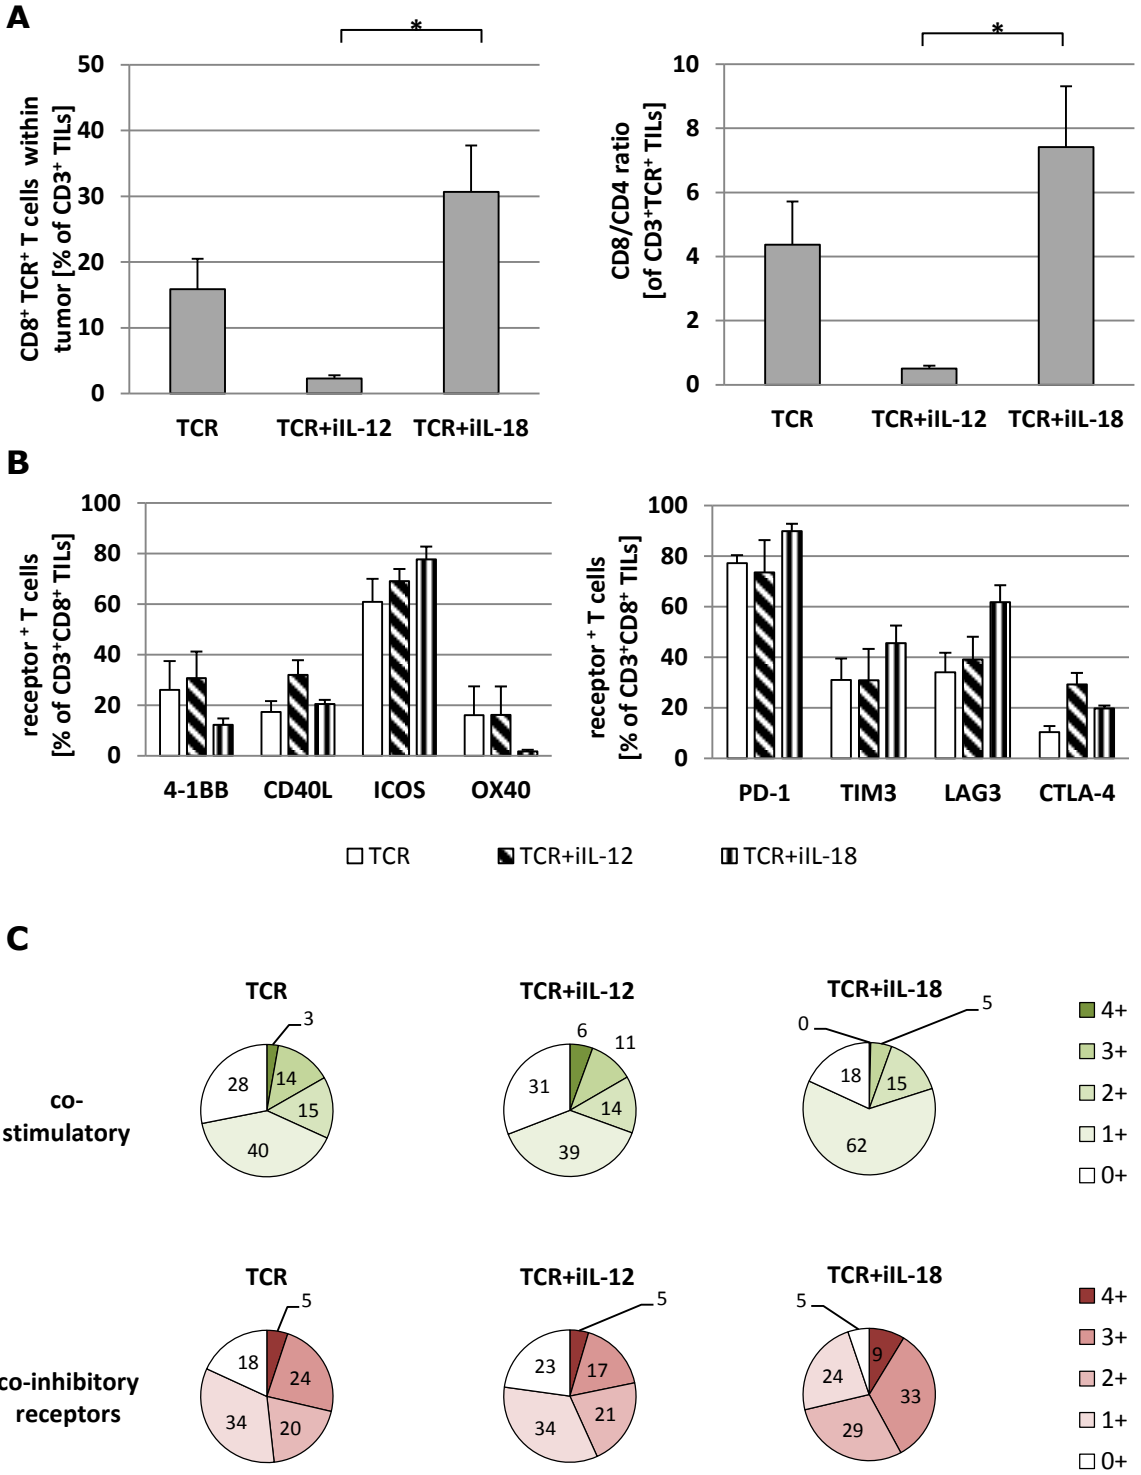 A
*
*
50
40
30
20
10
0
CD8⁺ TCR⁺ T cells within
tumor [% of CD3⁺ TILs]
TCR
TCR+iIL-12
TCR+iIL-18
10
8
6
4
2
0
CD8/CD4 ratio
[of CD3⁺TCR⁺ TILs]
TCR
TCR+iIL-12
TCR+iIL-18
B
100
80
60
40
20
0
receptor ⁺ T cells
[% of CD3⁺CD8⁺ TILs]
4-1BB
CD40L
ICOS
OX40
100
80
60
40
20
0
receptor ⁺ T cells
[% of CD3⁺CD8⁺ TILs]
PD-1
TIM3
LAG3
CTLA-4
TCR
TCR+iIL-12
TCR+iIL-18
C
co-
stimulatory
TCR
3
14
15
40
28
TCR+iIL-12
6
11
14
39
31
TCR+iIL-18
0
5
15
62
18
4+
3+
2+
1+
0+
co-inhibitory
receptors
TCR
5
24
20
34
18
TCR+iIL-12
5
17
21
34
23
TCR+iIL-18
5
9
33
29
24
4+
3+
2+
1+
0+